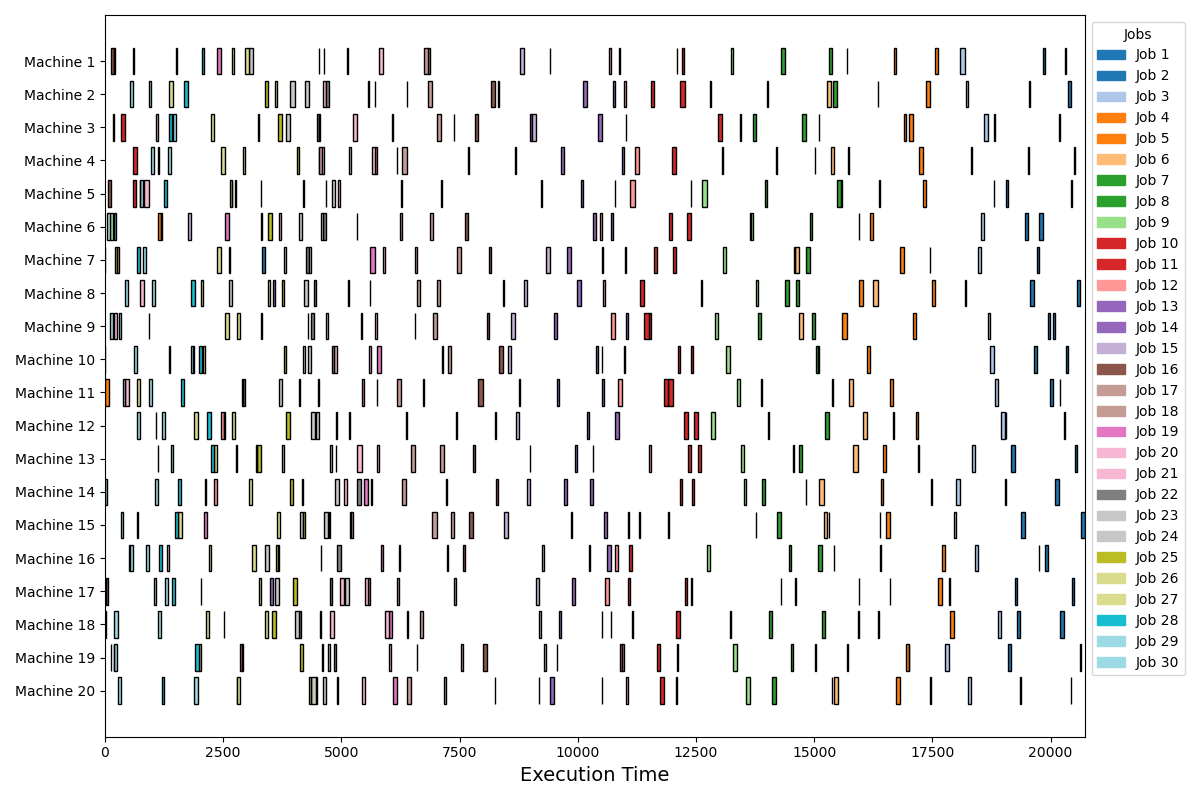 Machine 1
Machine 2
Machine 3
Machine 4
Machine 5
Machine 6
Machine 7
Machine 8
Machine 9
Machine 10
Machine 11
Machine 12
Machine 13
Machine 14
Machine 15
Machine 16
Machine 17
Machine 18
Machine 19
Machine 20
0 2500 5000 7500 10000 12500 15000 17500 20000
Execution Time
Jobs
Job 1
Job 2
Job 3
Job 4
Job 5
Job 6
Job 7
Job 8
Job 9
Job 10
Job 11
Job 12
Job 13
Job 14
Job 15
Job 16
Job 17
Job 18
Job 19
Job 20
Job 21
Job 22
Job 23
Job 24
Job 25
Job 26
Job 27
Job 28
Job 29
Job 30